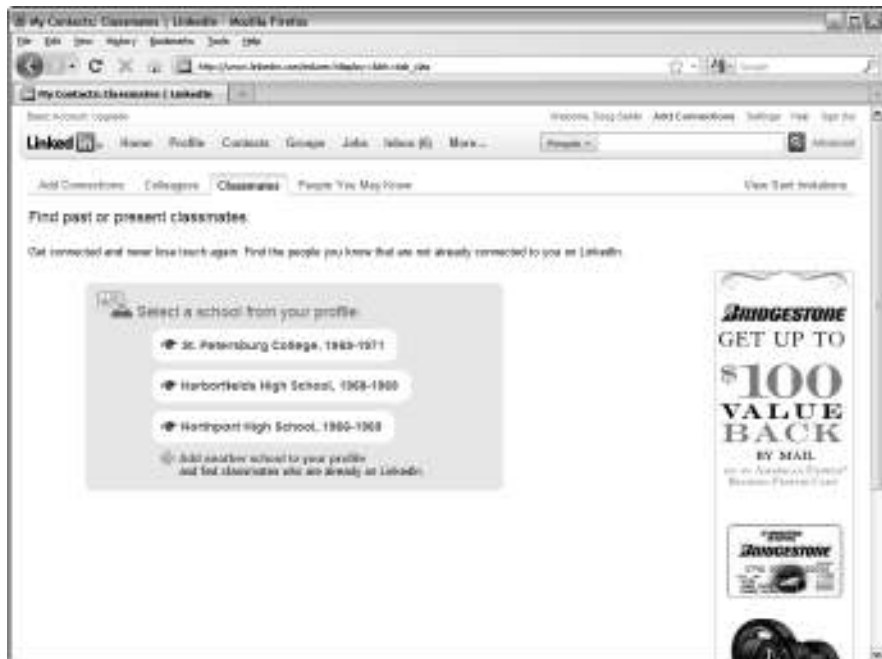 My Contacts: Classmates | LinkedIn - Mozilla Firefox
File Edit View History Bookmarks Tools Help
My Contacts: Classmates | LinkedIn
Basic Account: Upgrade
Welcome, Doug Add Connections Settings Help Sign Out
Linked in Home Profile Contacts Groups Jobs Inbox (6) More...
People
Advanced
Add Connections Colleagues Classmates People You May Know
View Sent Invitations
Find past or present classmates
Get connected and never lose touch again. Find the people you know that are not already connected to you on LinkedIn.
Select a school from your profile
St. Petersburg College, 1969-1971
Harborfields High School, 1968-1969
Northport High School, 1966-1968
Add another school to your profile
and find classmates who are already on LinkedIn.
BRIDGESTONE
GET UP TO
$100
VALUE
BACK
BY MAIL
BRIDGESTONE